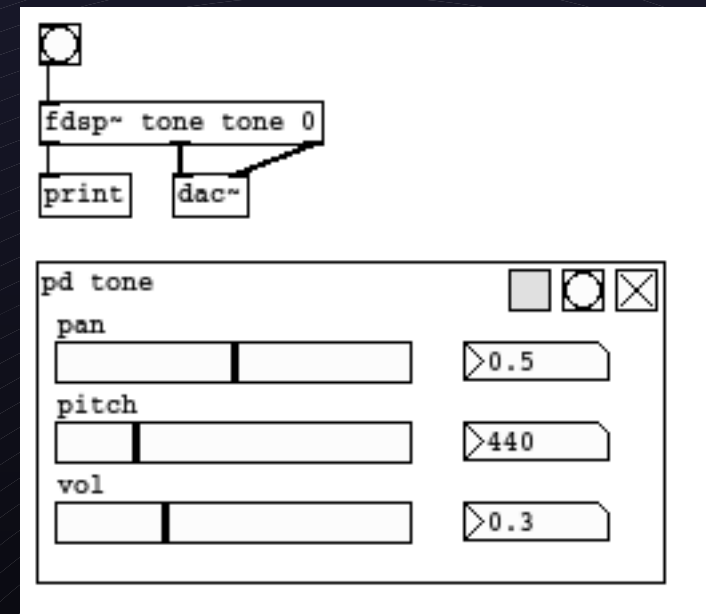 fdsp~ tone tone 0
print
dac~
pd tone
pan
0.5
pitch
440
vol
0.3